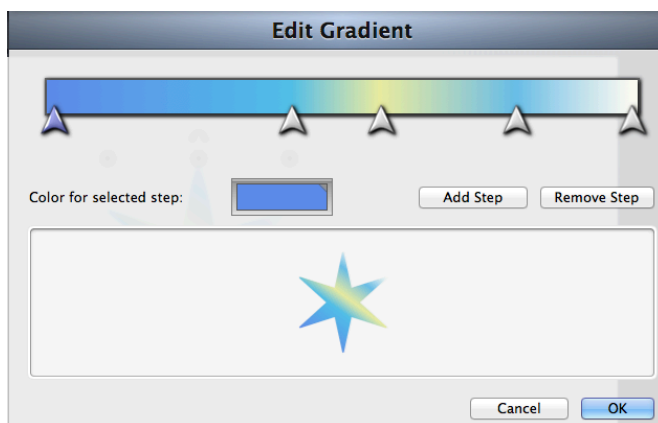 Edit Gradient
Color for selected step:
Add Step
Remove Step
Cancel
OK